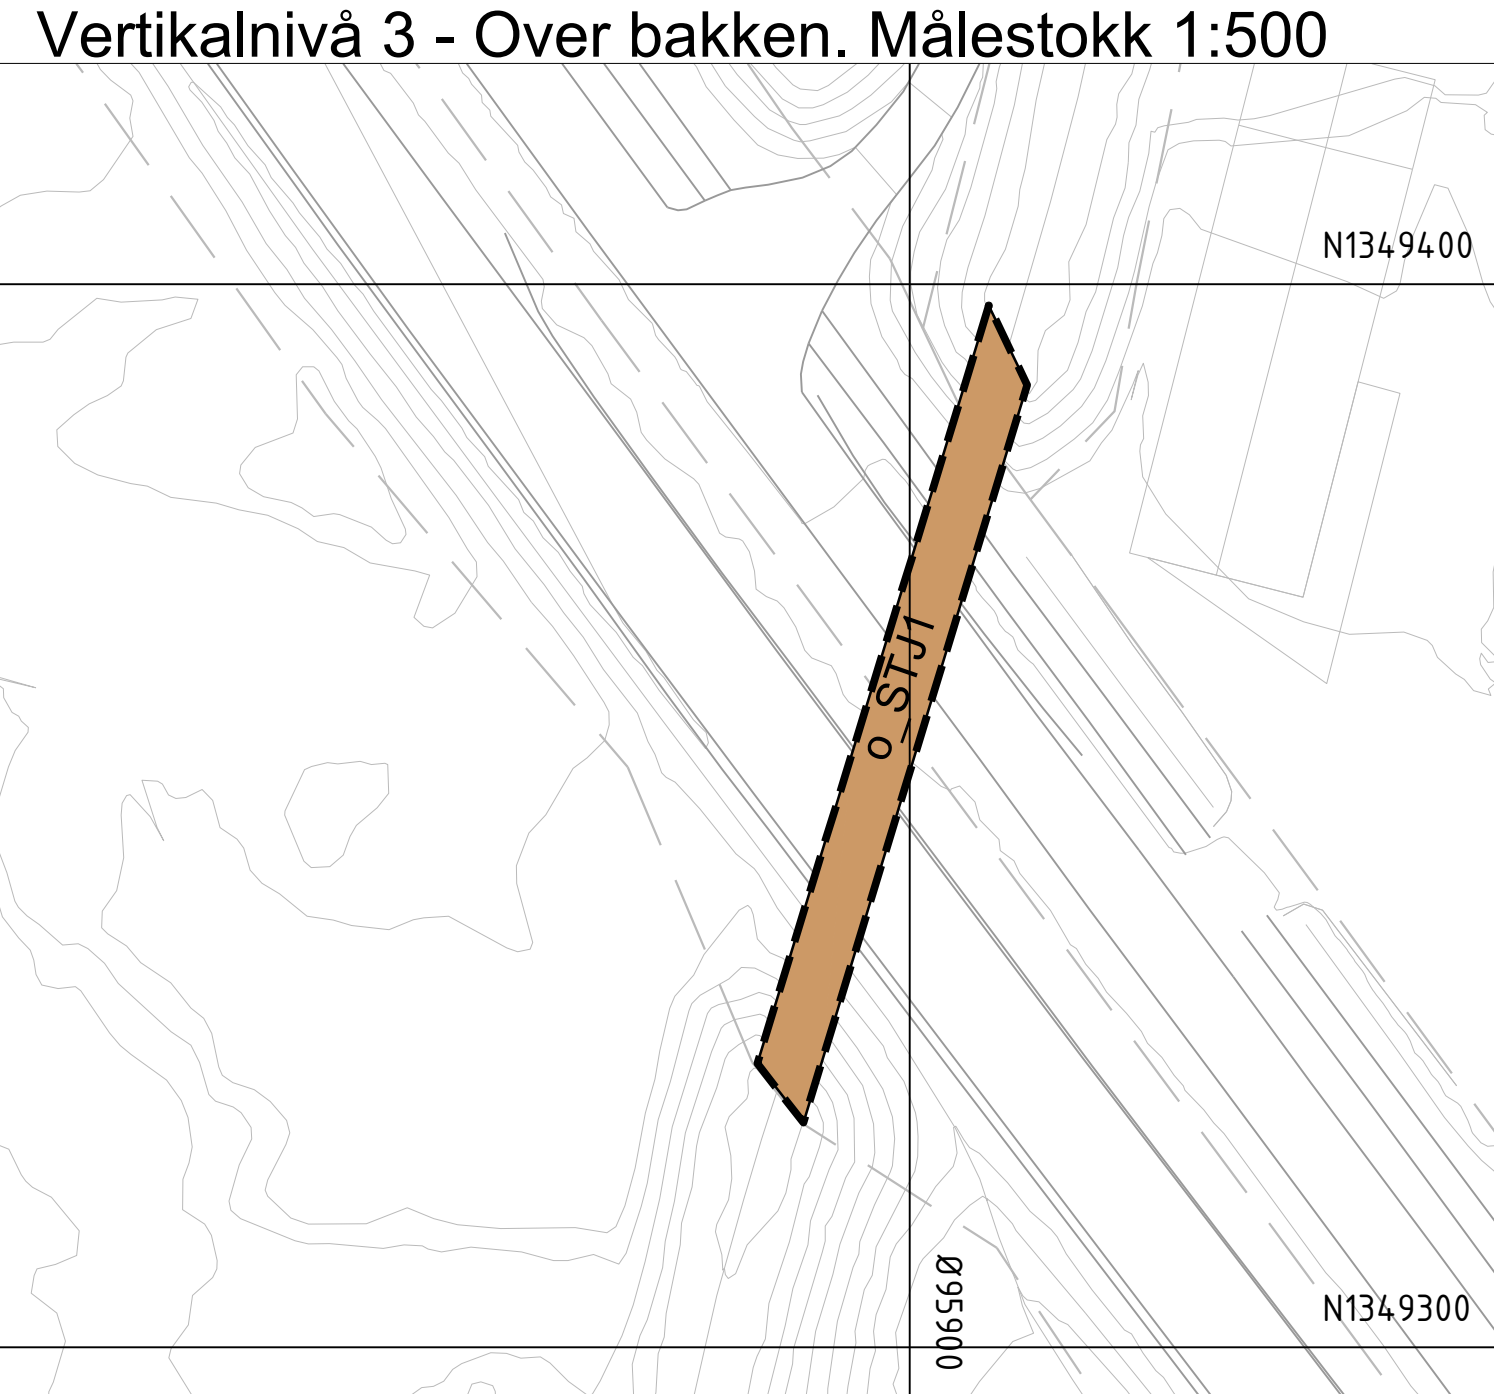 Vertikalnivå 3 - Over bakken. Målestokk 1:500
N1349400
o_STJ1
Ø95900
N1349300